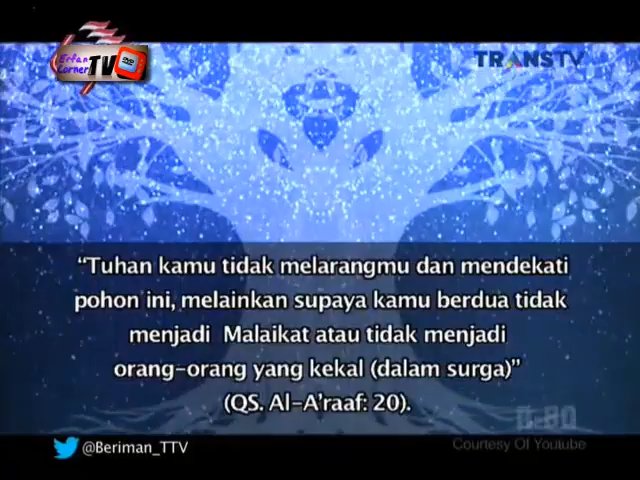 Erfan
Corner TV
TRANSTV
“Tuhan kamu tidak melarangmu dan mendekati
pohon ini, melainkan supaya kamu berdua tidak
menjadi Malaikat atau tidak menjadi
orang-orang yang kekal (dalam surga)”
(QS. Al-A’raaf: 20).
@Beriman_TTV
Courtesy Of Youtube